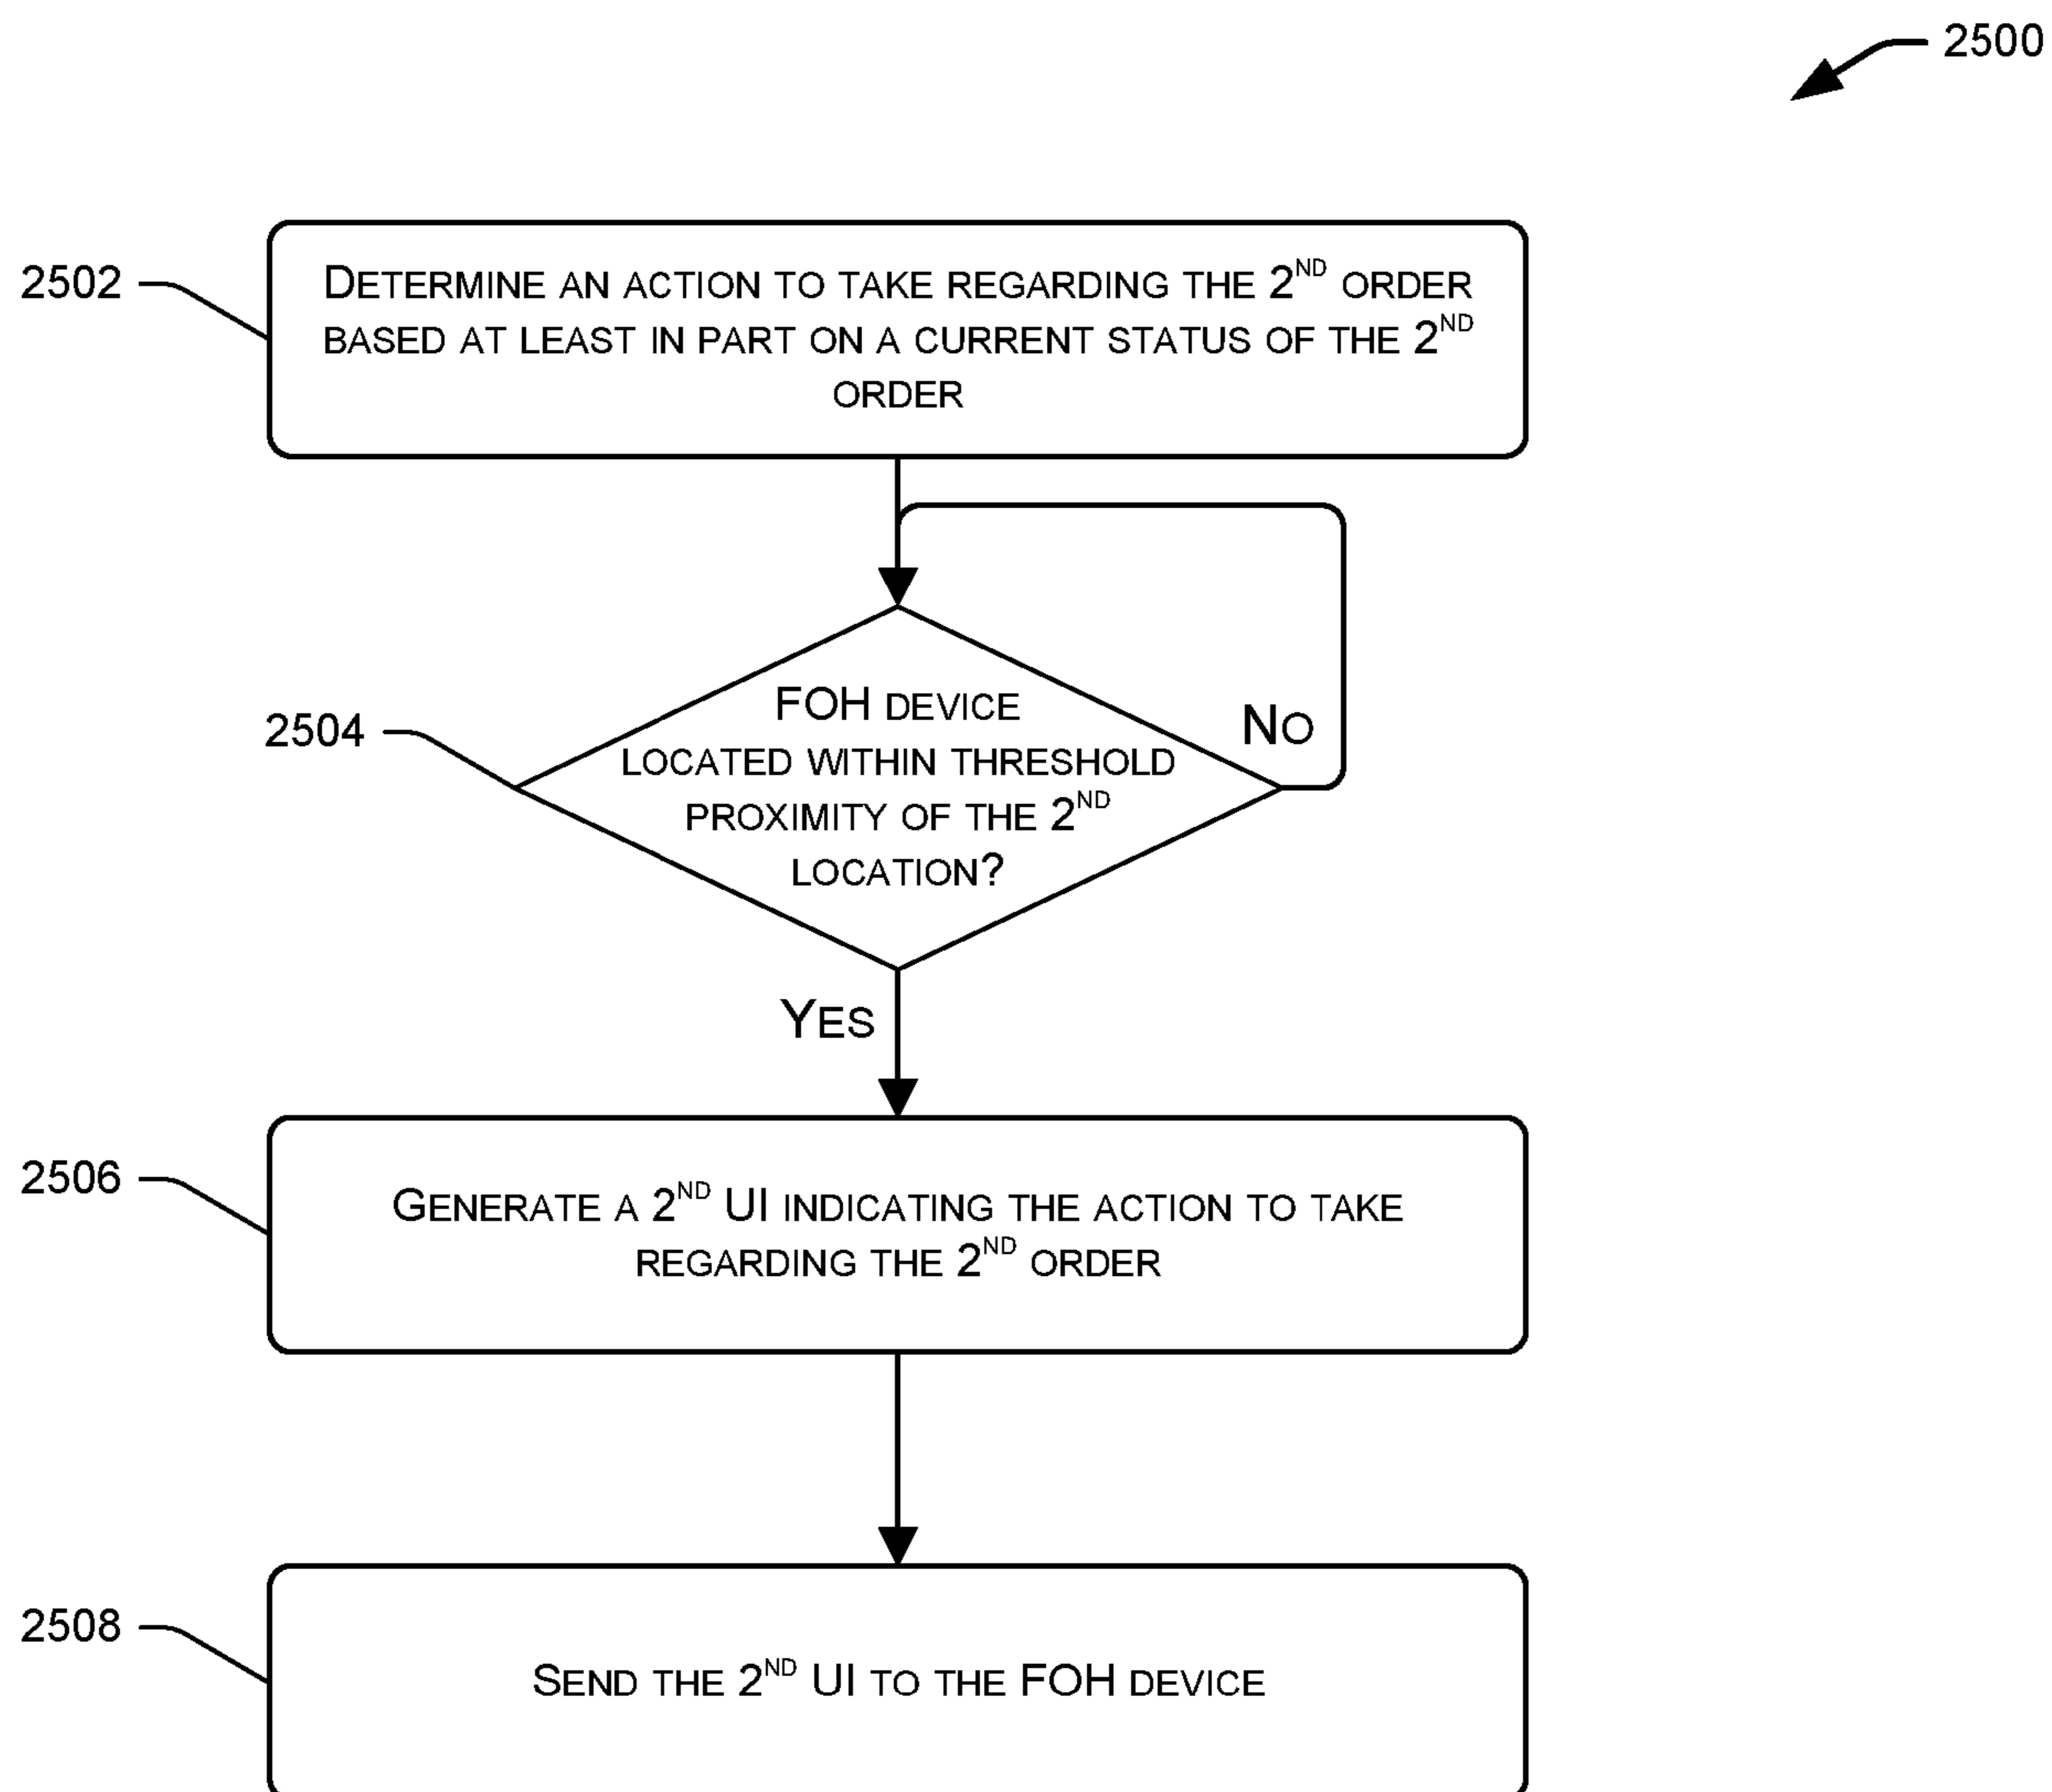 2500
2502
DETERMINE AN ACTION TO TAKE REGARDING THE 2ND ORDER
BASED AT LEAST IN PART ON A CURRENT STATUS OF THE 2ND
ORDER
2504
FOH DEVICE
LOCATED WITHIN THRESHOLD
PROXIMITY OF THE 2ND
LOCATION?
NO
YES
2506
GENERATE A 2ND UI INDICATING THE ACTION TO TAKE
REGARDING THE 2ND ORDER
2508
SEND THE 2ND UI TO THE FOH DEVICE